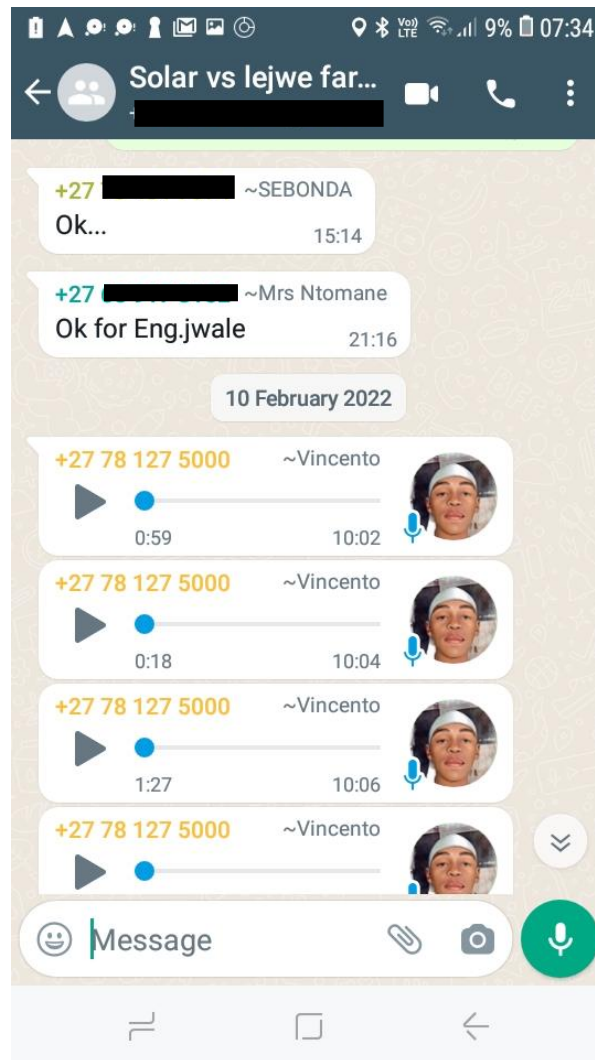 9% 07:34
Solar vs lejwe far...
+27 ~SEBONDA
Ok...
15:14
+27 ~Mrs Ntomane
Ok for Eng.jwale
21:16
10 February 2022
+27 78 127 5000 ~Vincento
0:59 10:02
+27 78 127 5000 ~Vincento
0:18 10:04
+27 78 127 5000 ~Vincento
1:27 10:06
+27 78 127 5000 ~Vincento
Message